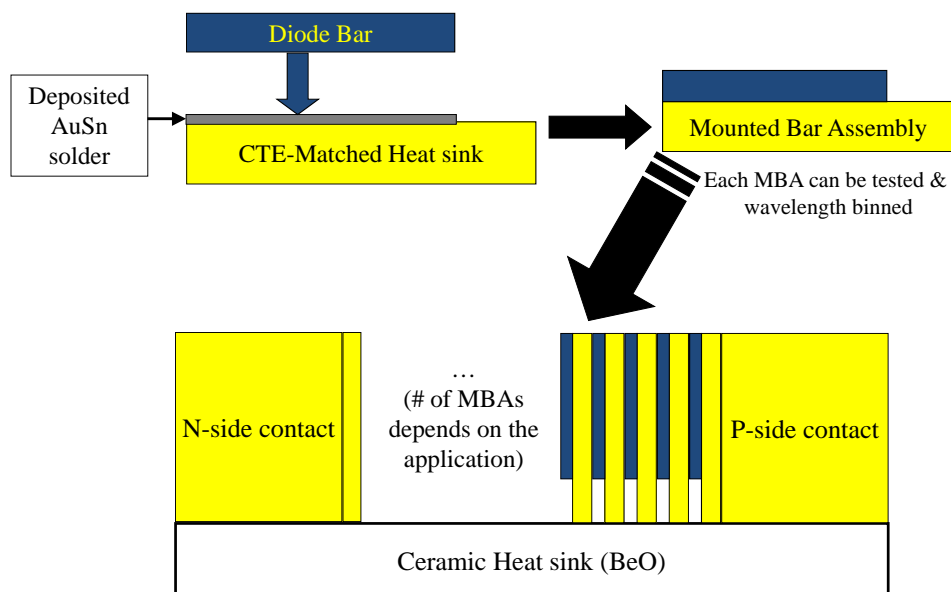 Diode Bar
Deposited
AuSn
solder
CTE-Matched Heat sink
Mounted Bar Assembly
Each MBA can be tested &
wavelength binned
N-side contact
…
(# of MBAs
depends on the
application)
P-side contact
Ceramic Heat sink (BeO)